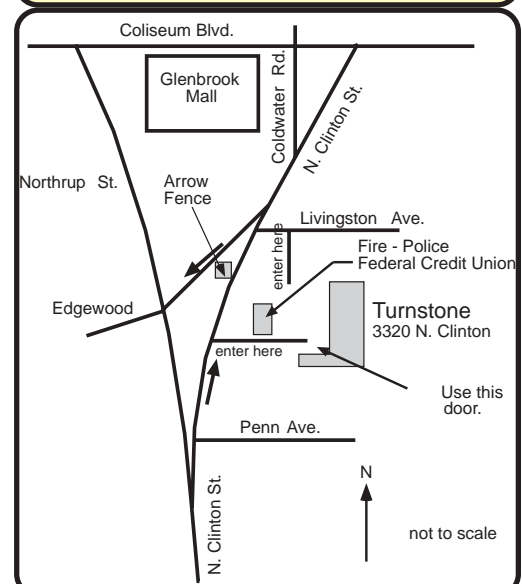 Coliseum Blvd.
Glenbrook
Mall
Coldwater Rd.
N. Clinton St.
Northrup St.
Arrow
Fence
Livingston Ave.
enter here
Fire - Police
Federal Credit Union
Edgewood
Turnstone
3320 N. Clinton
enter here
Use this
door.
Penn Ave.
N. Clinton St.
N
not to scale